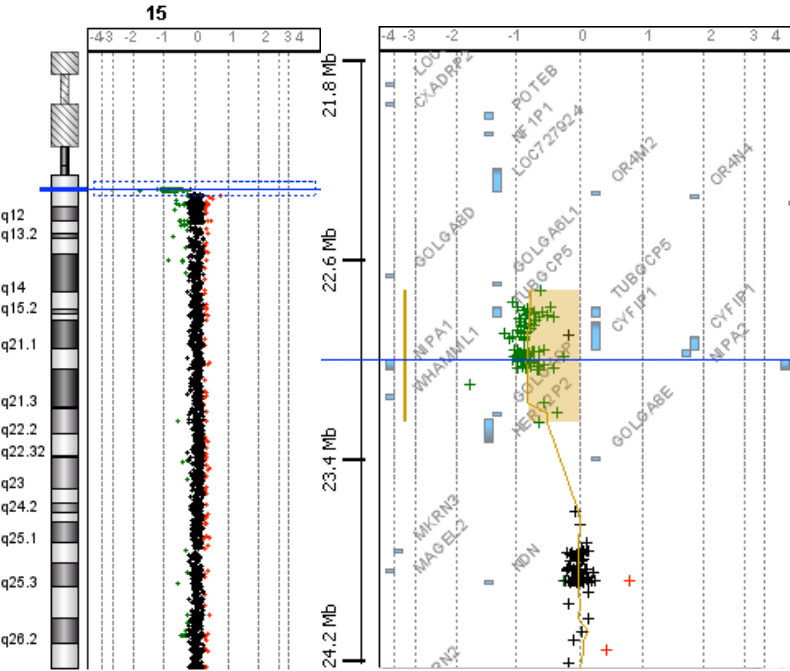 15
-4 -3 -2 -1 0 1 2 3 4
q12
q13.2
q14
q15.2
q21.1
q21.3
q22.2
q22.32
q23
q24.2
q25.1
q25.3
q26.2
-4 -3 -2 -1 0 1 2 3 4
21.8 Mb
22.6 Mb
23.4 Mb
24.2 Mb
CXADRP2
POTEB
NF1P1
LOC727924
OR4M2
OR4N4
GOLGA8D
GOLGA6L1
TUBGCP5
TUBGCP5
CYFIP1
CYFIP1
NIPA2
NIPA1
WHAMML1
HERC2P2
GOLGA8E
MKRN3
MAGEL2
NDN